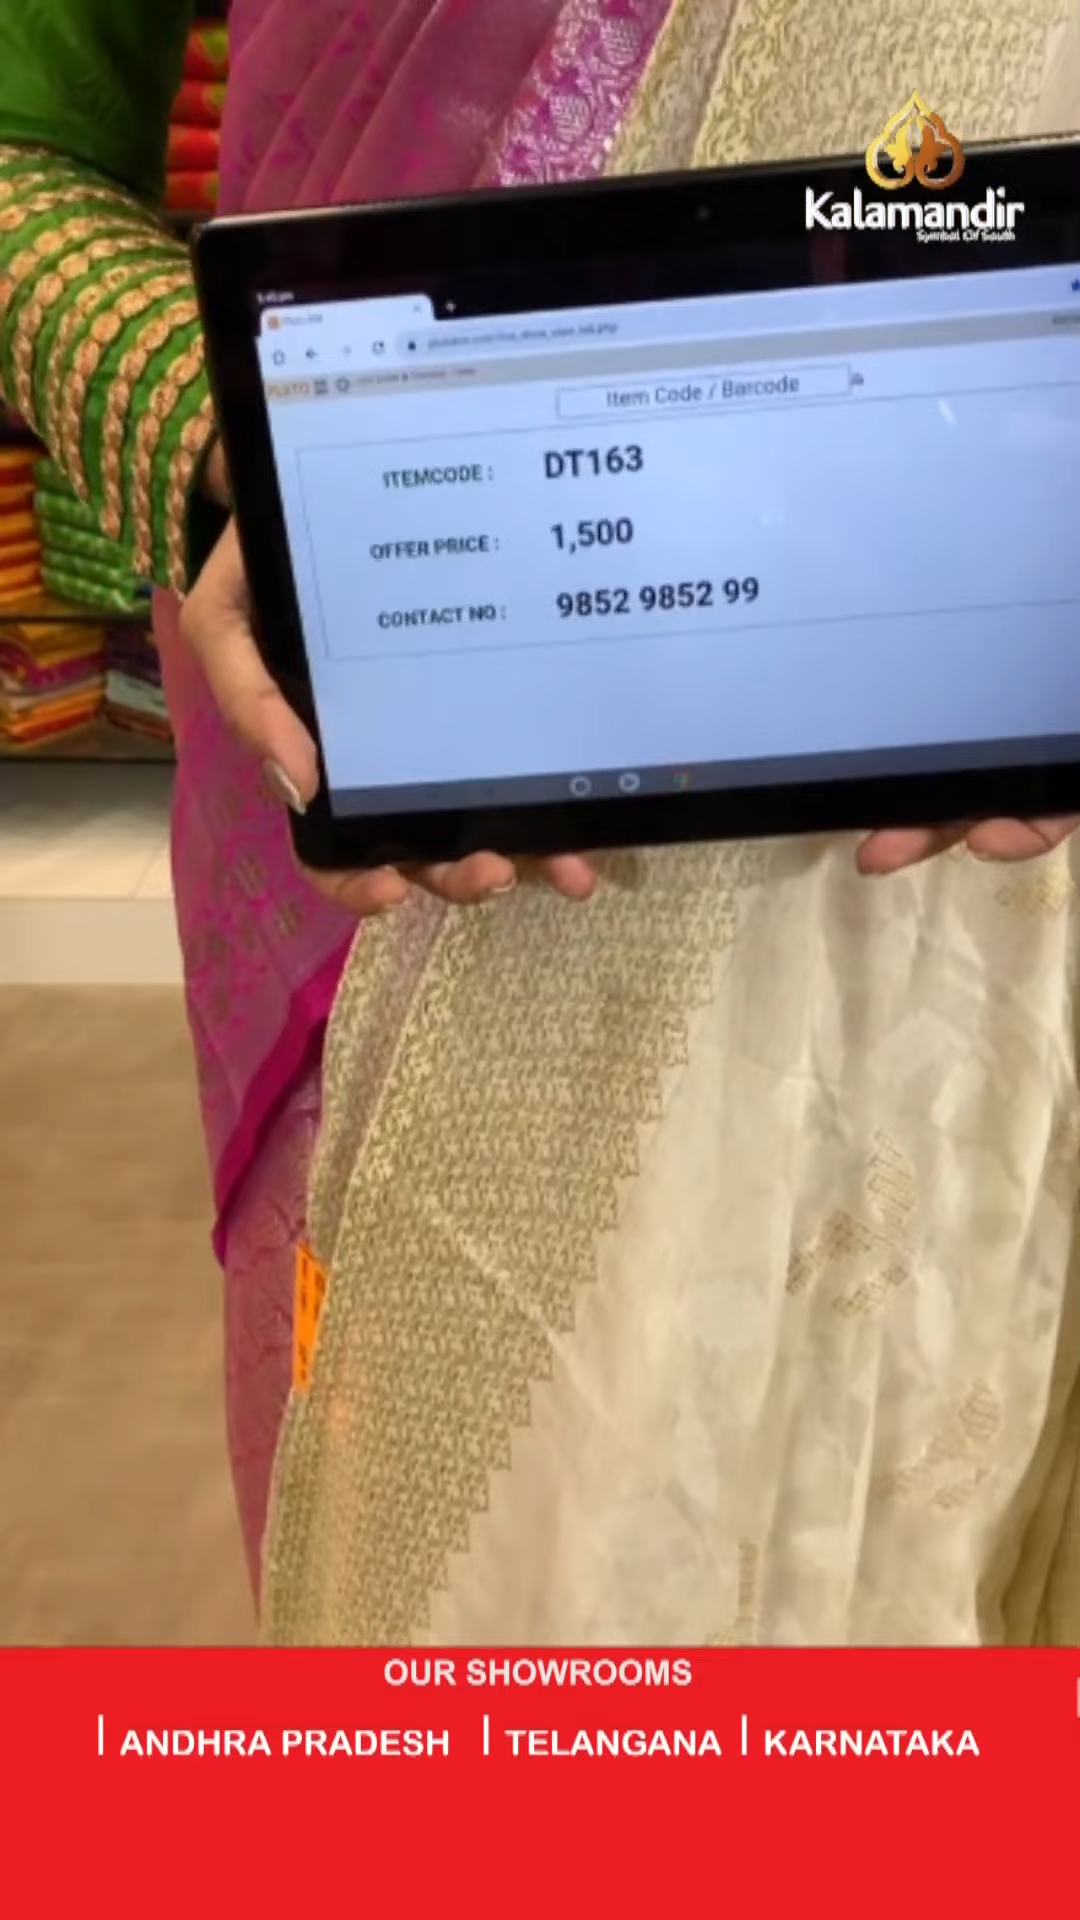 Kalamandir
Symbol Of South
Item Code / Barcode
ITEMCODE : DT163
OFFER PRICE : 1,500
CONTACT NO : 9852 9852 99
OUR SHOWROOMS
| ANDHRA PRADESH | TELANGANA | KARNATAKA